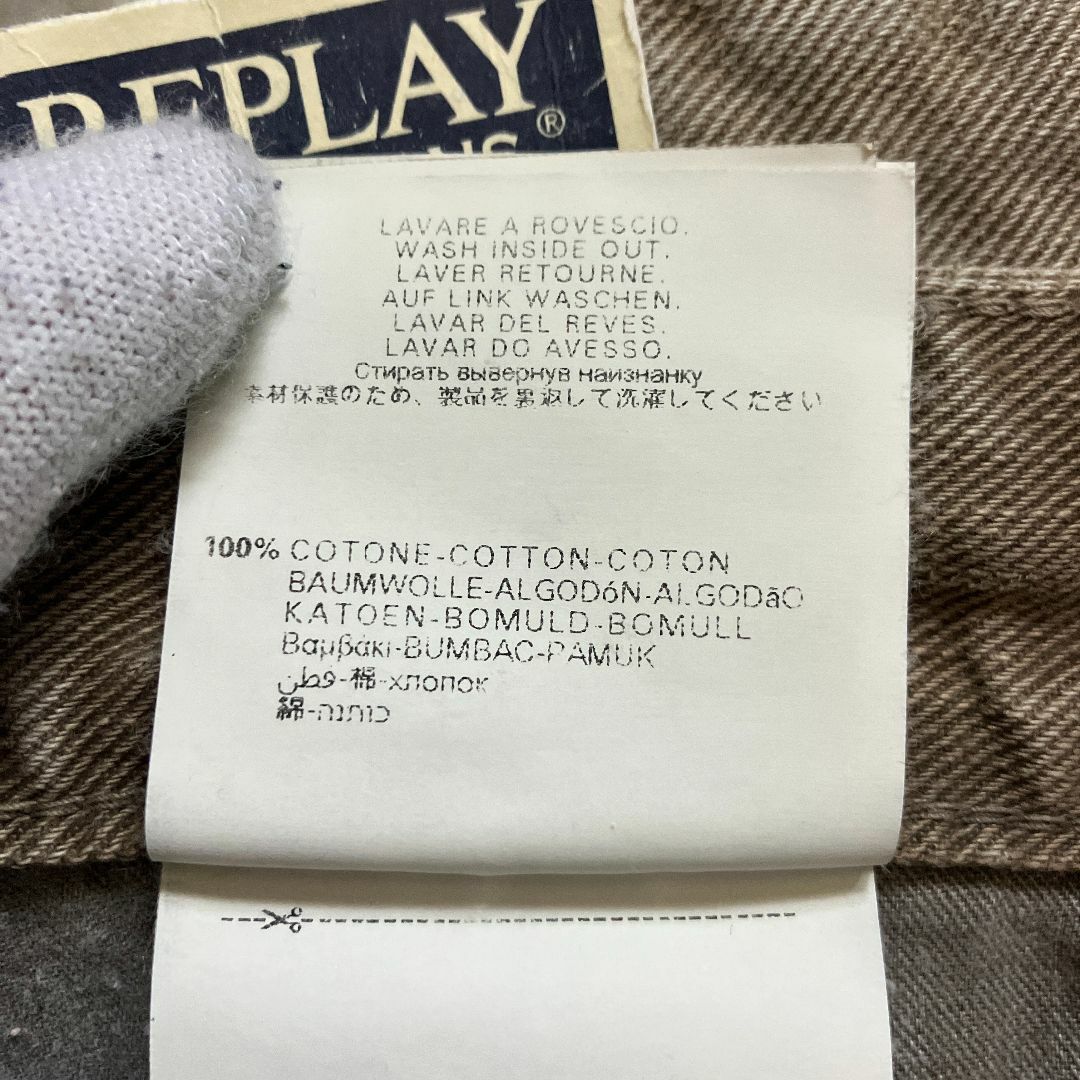 REPLAY
®
LAVARE A ROVESCIO.
WASH INSIDE OUT.
LAVER RETOURNE.
AUF LINK WASCHEN.
LAVAR DEL REVES.
LAVAR DO AVESSO.
Стирать вывернув наизнанку
素材保護のため、製品を裏返して洗濯してください
100% COTONE-COTTON-COTON
BAUMWOLLE-ALGODóN-ALGODãO
KATOEN-BOMULD-BOMULL
Βαμβάκι-BUMBAC-PAMUK
قطن-棉-хлопок
綿-כותנה